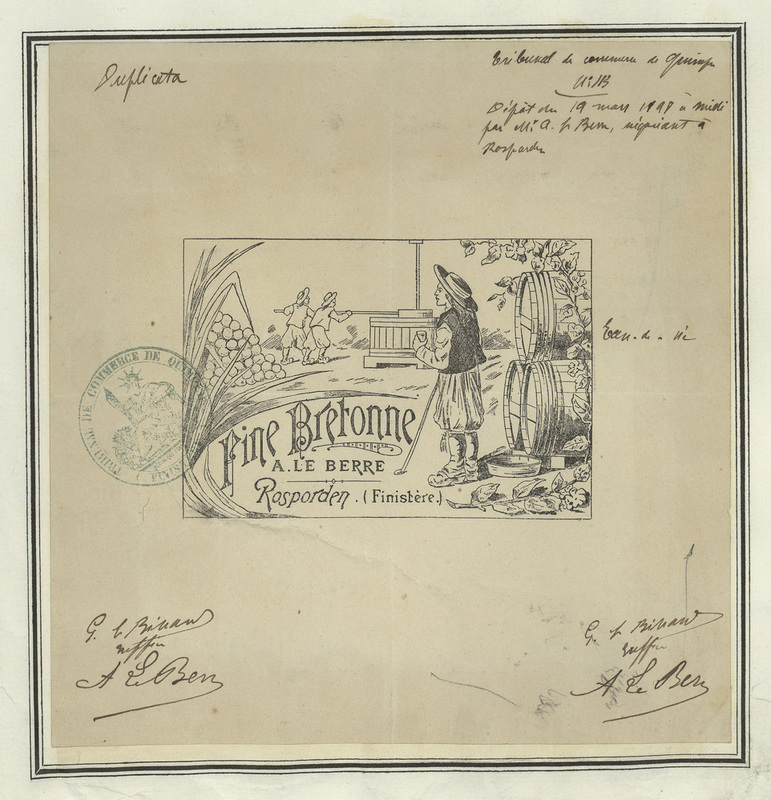 Duplicata
Tribunal de commerce de Quimper
Dépôt du 19 mars 1898 à midi
par Mr A. Le Berre, négociant à
Rosporden
Eau-de-vie
TRIBUNAL DE COMMERCE DE QUIMPER
Fine Bretonne
A. LE BERRE
Rosporden. (Finistère.)
G. Le Bihan
greffier
A Le Berre
G. Le Bihan
greffier
A Le Berre